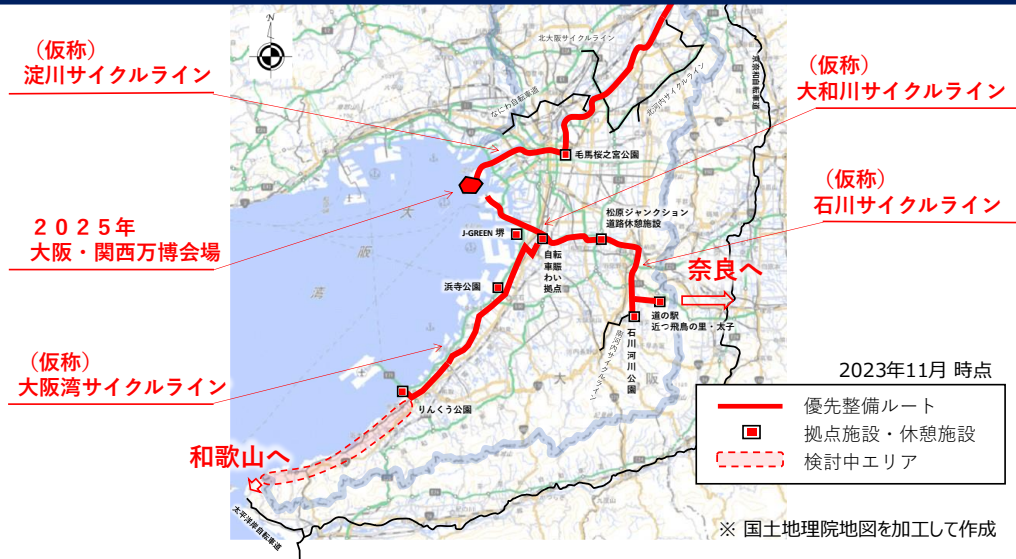 （仮称）
淀川サイクルライン
２０２５年
大阪・関西万博会場
（仮称）
大阪湾サイクルライン
和歌山へ
太平洋岸自転車道
N
北大阪サイクルライン
なにわ自転車道
北河内サイクルライン
京奈和自転車道
毛馬桜之宮公園
大
阪
湾
J-GREEN 堺
自転
車賑
わい
拠点
松原ジャンクション
道路休憩施設
浜寺公園
りんくう公園
道の駅
近つ飛鳥の里・太子
石川河川公園
南河内サイクルライン
大
阪
（仮称）
大和川サイクルライン
（仮称）
石川サイクルライン
奈良へ
2023年11月 時点
優先整備ルート
拠点施設・休憩施設
検討中エリア
※ 国土地理院地図を加工して作成